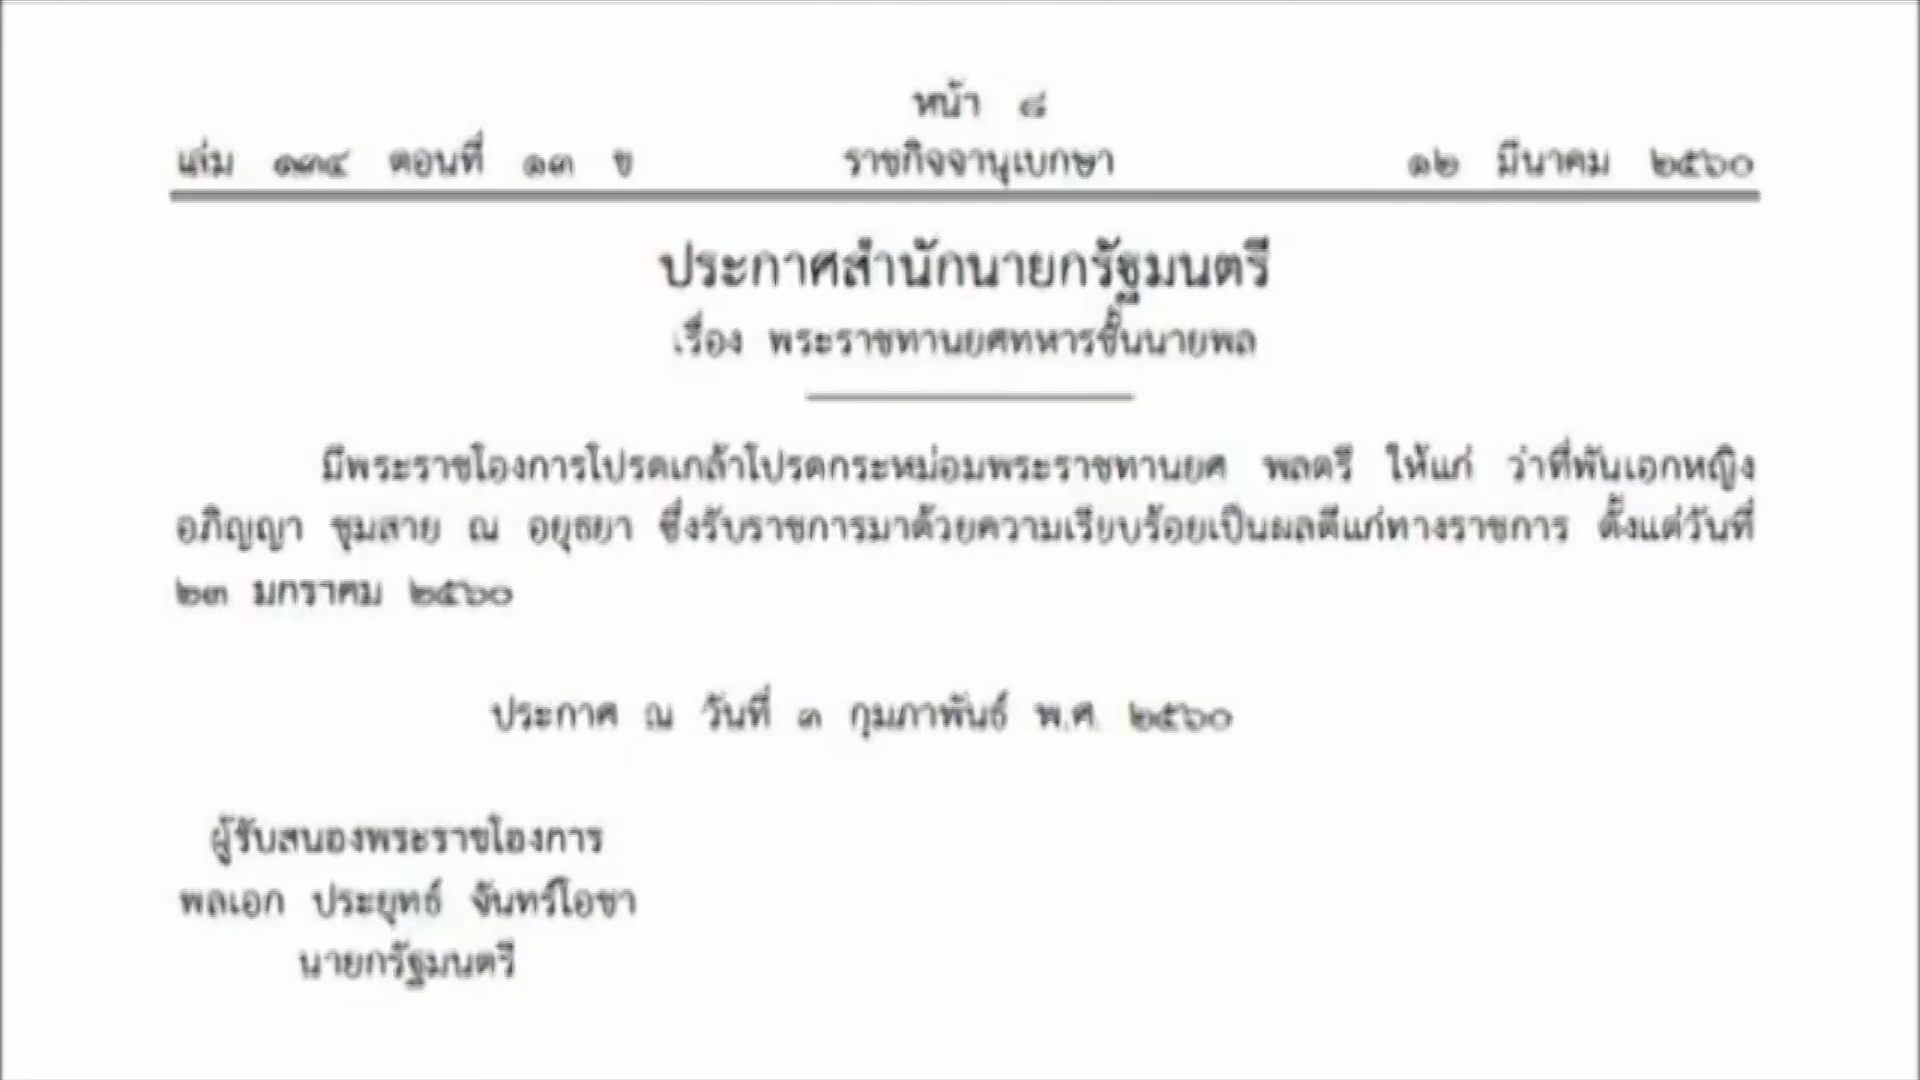 หน้า ๘
เล่ม ๑๓๔ ตอนที่ ๑๓ ข ราชกิจจานุเบกษา ๑๒ มีนาคม ๒๕๖๐
ประกาศสำนักนายกรัฐมนตรี
เรื่อง พระราชทานยศทหารชั้นนายพล
มีพระราชโองการโปรดเกล้าโปรดกระหม่อมพระราชทานยศ พลตรี ให้แก่ ว่าที่พันเอกหญิง
อภิญญา ชุมสาย ณ อยุธยา ซึ่งรับราชการมาด้วยความเรียบร้อยเป็นผลดีแก่ทางราชการ ตั้งแต่วันที่
๒๓ มกราคม ๒๕๖๐
ประกาศ ณ วันที่ ๓ กุมภาพันธ์ พ.ศ. ๒๕๖๐
ผู้รับสนองพระราชโองการ
พลเอก ประยุทธ์ จันทร์โอชา
นายกรัฐมนตรี